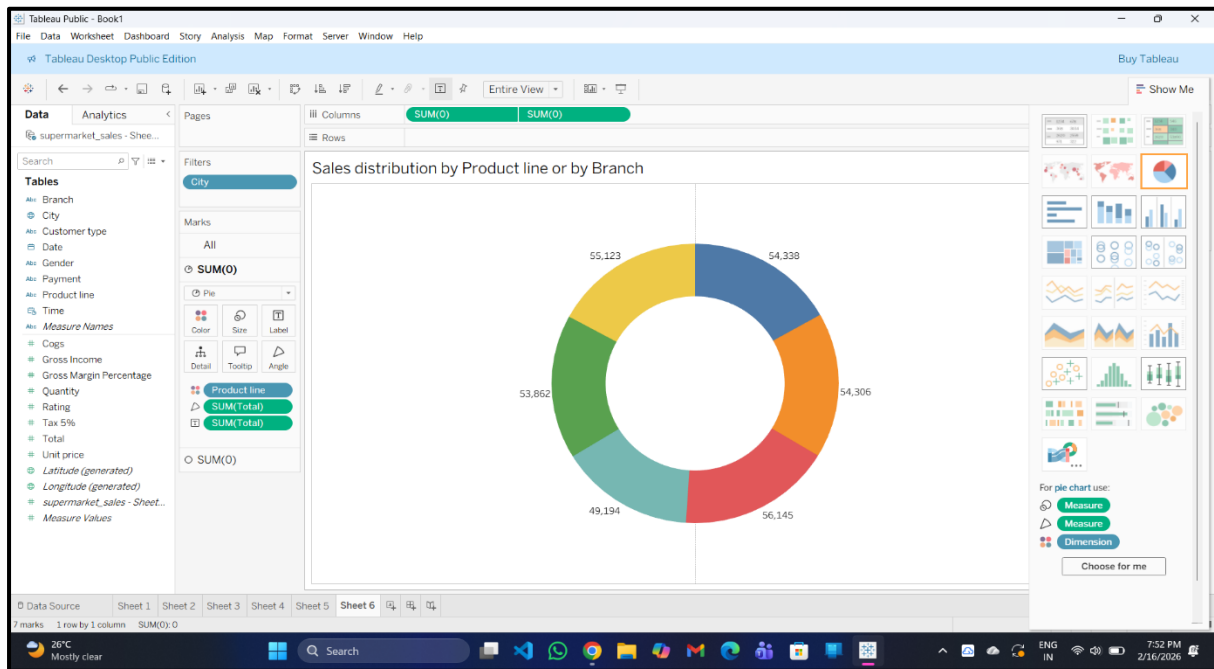 Tableau Public - Book1
File Data Worksheet Dashboard Story Analysis Map Format Server Window Help
Tableau Desktop Public Edition
Buy Tableau
Entire View
Show Me
Data Analytics
supermarket_sales - Shee...
Search
Tables
Abc Branch
City
Abc Customer type
Date
Abc Gender
Abc Payment
Abc Product line
Time
Abc Measure Names
# Cogs
# Gross Income
# Gross Margin Percentage
# Quantity
# Rating
# Tax 5%
# Total
# Unit price
Latitude (generated)
Longitude (generated)
# supermarket_sales - Sheet...
# Measure Values
Pages
Filters
City
Marks
All
SUM(0)
Pie
Color Size Label
Detail Tooltip Angle
Product line
SUM(Total)
SUM(Total)
SUM(0)
Columns SUM(0) SUM(0)
Rows
Sales distribution by Product line or by Branch
55,123
54,338
53,862
54,306
49,194
56,145
For pie chart use:
Measure
Measure
Dimension
Choose for me
Data Source Sheet 1 Sheet 2 Sheet 3 Sheet 4 Sheet 5 Sheet 6
7 marks 1 row by 1 column SUM(0): 0
26°C
Mostly clear
Search
ENG
IN
7:52 PM
2/16/2026